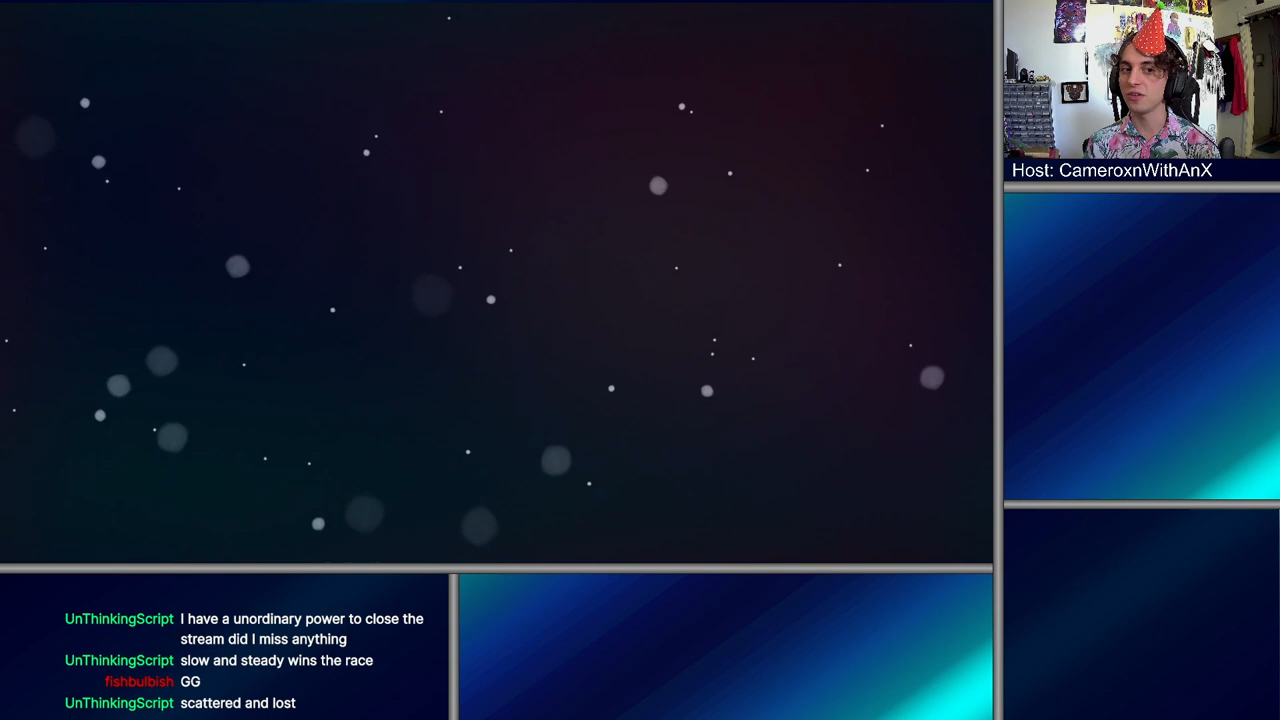 Host: CameroxnWithAnX
UnThinkingScript I have a unordinary power to close the
stream did I miss anything
UnThinkingScript slow and steady wins the race
fishbulbish GG
UnThinkingScript scattered and lost